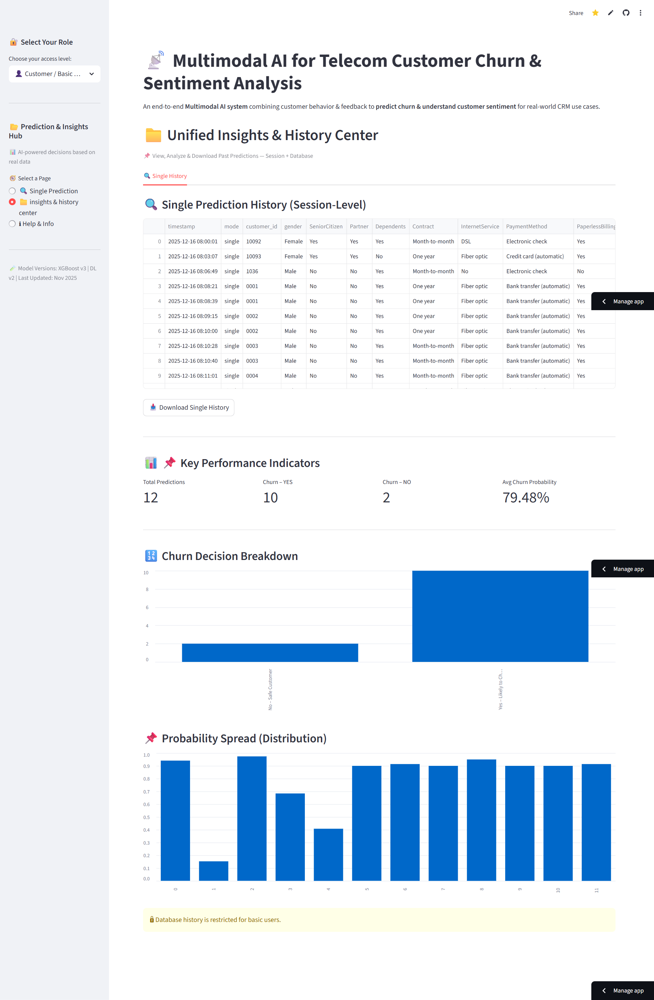 Share
Select Your Role
Choose your access level:
Customer / Basic ...
Prediction & Insights
Hub
AI-powered decisions based on
real data
Select a Page
Single Prediction
insights & history
center
Help & Info
Model Versions: XGBoost v3 | DL
v2 | Last Updated: Nov 2025
Multimodal AI for Telecom Customer Churn &
Sentiment Analysis
An end-to-end Multimodal AI system combining customer behavior & feedback to predict churn & understand customer sentiment for real-world CRM use cases.
Unified Insights & History Center
View, Analyze & Download Past Predictions — Session + Database
Single History
Single Prediction History (Session-Level)
timestamp mode customer_id gender SeniorCitizen Partner Dependents Contract InternetService PaymentMethod PaperlessBilling
0 2025-12-16 08:00:01 single 10092 Female Yes Yes Yes Month-to-month DSL Electronic check Yes
1 2025-12-16 08:03:07 single 10093 Female Yes Yes No One year Fiber optic Credit card (automatic) Yes
2 2025-12-16 08:06:49 single 1036 Male No No Yes Month-to-month No Electronic check No
3 2025-12-16 08:08:21 single 0001 Male No No Yes One year Fiber optic Bank transfer (automatic) Yes
4 2025-12-16 08:08:39 single 0001 Male No No Yes One year Fiber optic Bank transfer (automatic) Yes
Manage app
5 2025-12-16 08:09:15 single 0002 Male No No Yes One year Fiber optic Bank transfer (automatic) Yes
6 2025-12-16 08:10:00 single 0002 Male No No Yes One year Fiber optic Bank transfer (automatic) Yes
7 2025-12-16 08:10:28 single 0003 Male No No Yes Month-to-month Fiber optic Bank transfer (automatic) Yes
8 2025-12-16 08:10:40 single 0003 Male No No Yes Month-to-month Fiber optic Bank transfer (automatic) Yes
9 2025-12-16 08:11:01 single 0004 Male No No Yes Month-to-month Fiber optic Bank transfer (automatic) Yes
Download Single History
Key Performance Indicators
Total Predictions Churn – YES Churn – NO Avg Churn Probability
12 10 2 79.48%
Churn Decision Breakdown
Manage app
10
8
6
4
2
0
No – Safe Customer
Yes – Likely to Ch...
Probability Spread (Distribution)
1.0
0.9
0.8
0.7
0.6
0.5
0.4
0.3
0.2
0.1
0.0
0 1 2 3 4 5 6 7 8 9 10 11
Database history is restricted for basic users.
Manage app